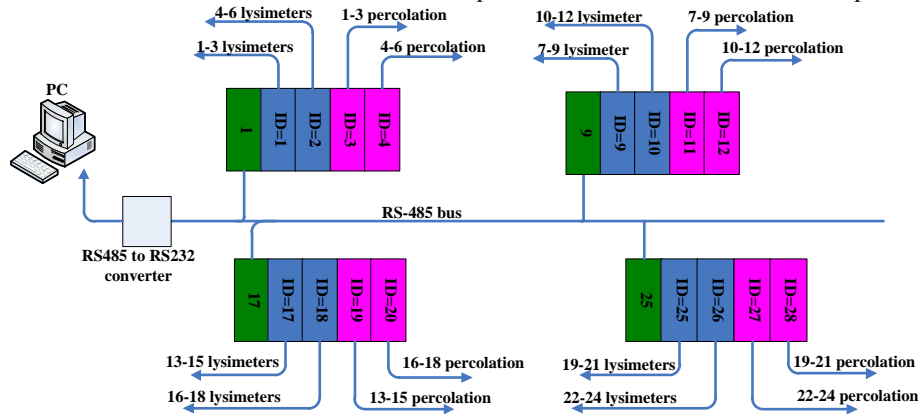 4-6 lysimeters
1-3 percolation
1-3 lysimeters
4-6 percolation
10-12 lysimeter
7-9 percolation
7-9 lysimeter
10-12 percolation
PC
1
ID=1
ID=2
ID=3
ID=4
9
ID=9
ID=10
ID=11
ID=12
RS-485 bus
RS485 to RS232
converter
17
ID=17
ID=18
ID=19
ID=20
25
ID=25
ID=26
ID=27
ID=28
13-15 lysimeters
16-18 percolation
16-18 lysimeters
13-15 percolation
19-21 lysimeters
19-21 percolation
22-24 lysimeters
22-24 percolation